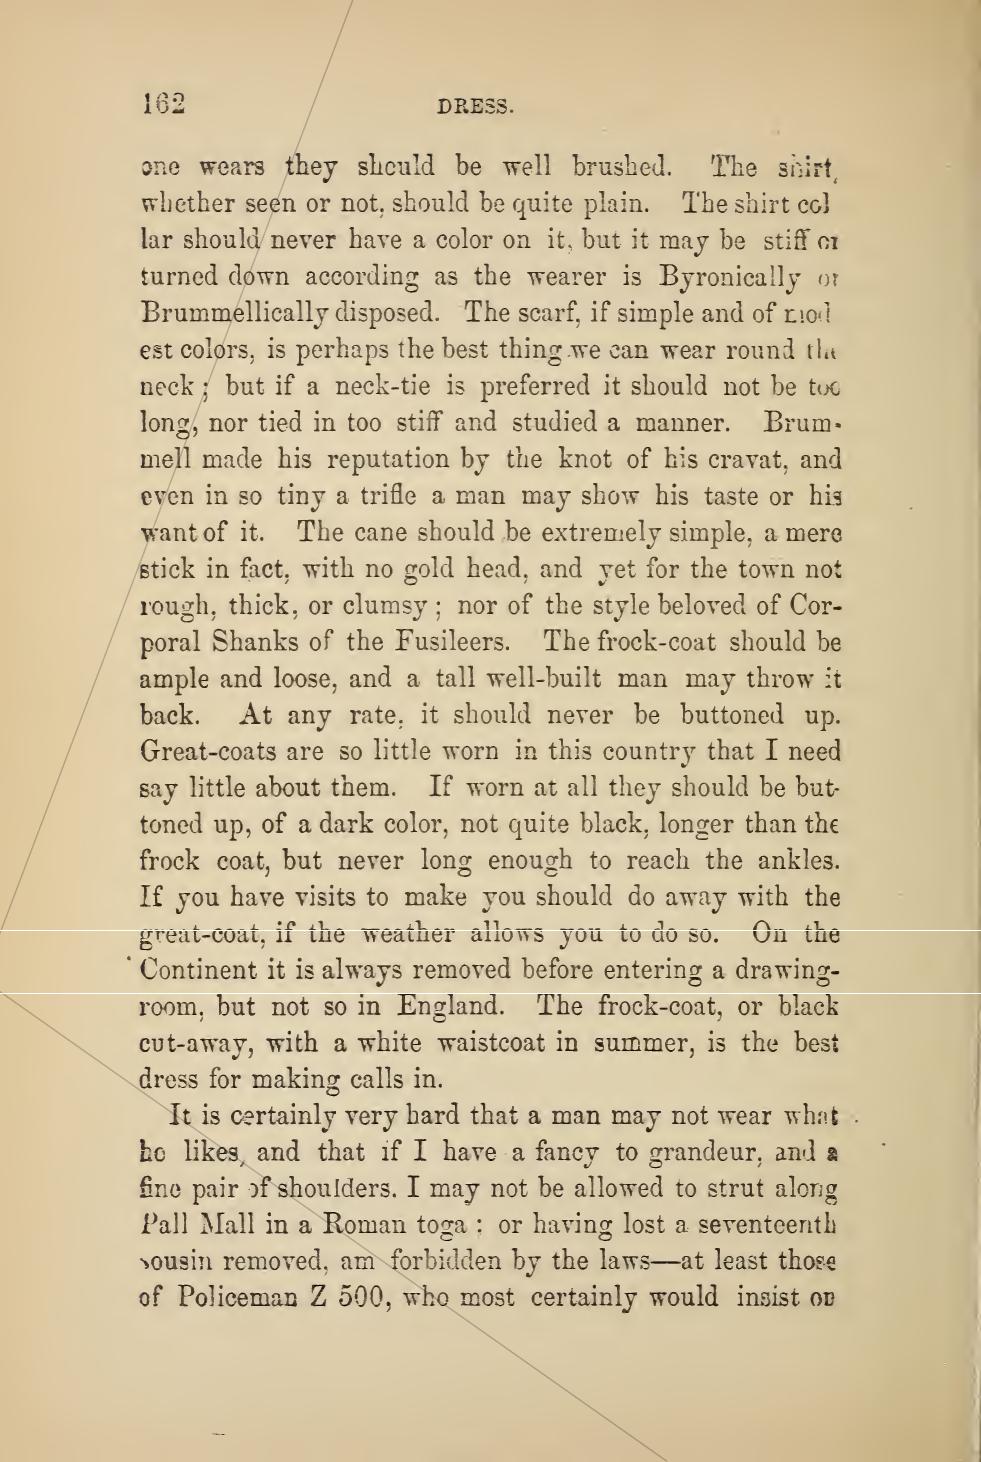 162 DRESS.
one wears they should be well brushed. The shirt,
whether seen or not, should be quite plain. The shirt col
lar should never have a color on it, but it may be stiff or
turned down according as the wearer is Byronically or
Brummellically disposed. The scarf, if simple and of mod
est colors, is perhaps the best thing we can wear round the
neck; but if a neck-tie is preferred it should not be too
long, nor tied in too stiff and studied a manner. Brum-
mell made his reputation by the knot of his cravat, and
even in so tiny a trifle a man may show his taste or his
want of it. The cane should be extremely simple, a mere
stick in fact, with no gold head, and yet for the town not
rough, thick, or clumsy; nor of the style beloved of Cor-
poral Shanks of the Fusileers. The frock-coat should be
ample and loose, and a tall well-built man may throw it
back. At any rate, it should never be buttoned up.
Great-coats are so little worn in this country that I need
say little about them. If worn at all they should be but-
toned up, of a dark color, not quite black, longer than the
frock coat, but never long enough to reach the ankles.
If you have visits to make you should do away with the
great-coat, if the weather allows you to do so. On the
Continent it is always removed before entering a drawing-
room, but not so in England. The frock-coat, or black
cut-away, with a white waistcoat in summer, is the best
dress for making calls in.
It is certainly very hard that a man may not wear what
he likes, and that if I have a fancy to grandeur, and a
fine pair of shoulders. I may not be allowed to strut along
Pall Mall in a Roman toga: or having lost a seventeenth
cousin removed, am forbidden by the laws—at least those
of Policeman Z 500, who most certainly would insist on